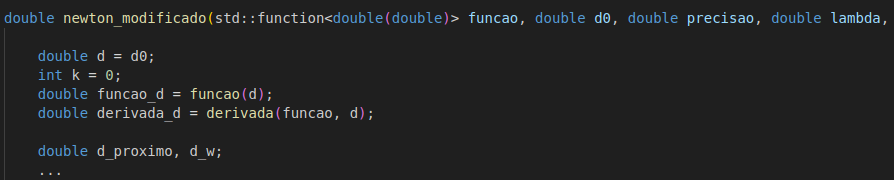 double newton_modificado(std::function<double(double)> funcao, double d0, double precisao, double lambda,
double d = d0;
int k = 0;
double funcao_d = funcao(d);
double derivada_d = derivada(funcao, d);
double d_proximo, d_w;
...